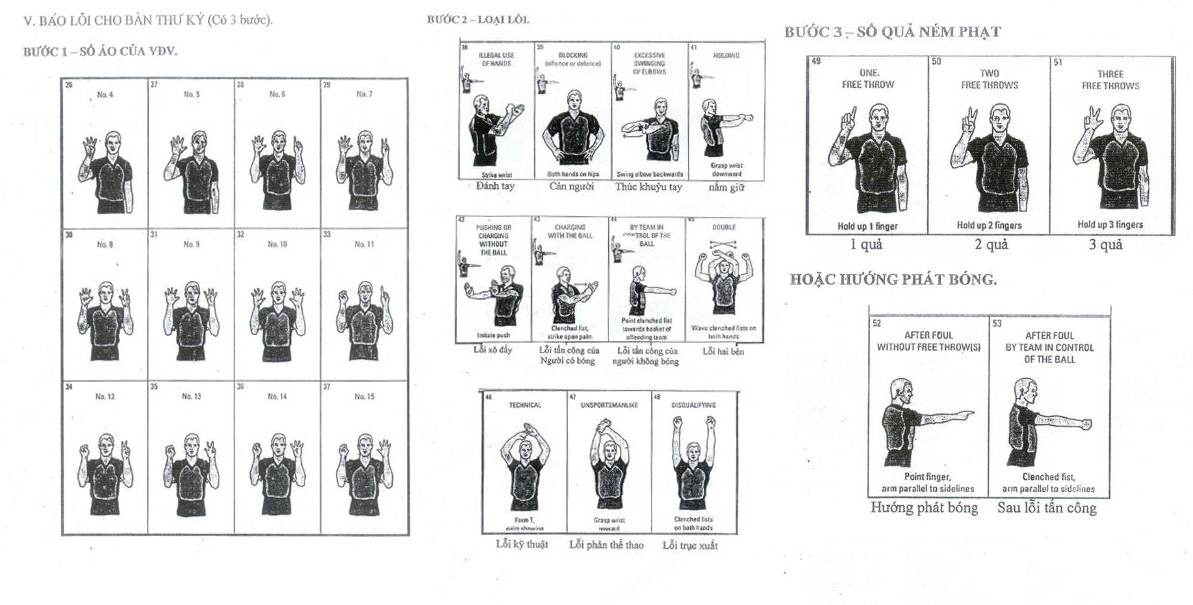 V. BÁO LỖI CHO BÀN THƯ KÝ (Có 3 bước).
BƯỚC 1 – SỐ ÁO CỦA VĐV.
26
No. 4
27
No. 5
28
No. 6
29
No. 7
30
No. 8
31
No. 9
32
No. 10
33
No. 11
34
No. 12
35
No. 13
36
No. 14
37
No. 15
BƯỚC 2 – LOẠI LỖI.
38
ILLEGAL USE
OF HANDS
Strike wrist
Đánh tay
39
BLOCKING
(offence or defence)
Both hands on hips
Cản người
40
EXCESSIVE
SWINGING
OF ELBOWS
Swing elbow backwards
Thúc khuỷu tay
41
HOLDING
Grasp wrist
downward
nắm giữ
42
PUSHING OR
CHARGING
WITHOUT
THE BALL
Imitate push
Lỗi xô đẩy
43
CHARGING
WITH THE BALL
Clenched fist,
strike open palm
Lỗi tấn công của
Người có bóng
44
BY TEAM IN
CONTROL OF THE
BALL
Point clenched fist
towards basket of
offending team
Lỗi tấn công của
người không bóng
45
DOUBLE
Wave clenched fists on
both hands
Lỗi hai bên
46
TECHNICAL
Form T,
palm showing
Lỗi kỹ thuật
47
UNSPORTSMANLIKE
Grasp wrist
upward
Lỗi phản thể thao
48
DISQUALIFYING
Clenched fists
on both hands
Lỗi trục xuất
BƯỚC 3 – SỐ QUẢ NÉM PHẠT
49
ONE.
FREE THROW
Hold up 1 finger
1 quả
50
TWO
FREE THROWS
Hold up 2 fingers
2 quả
51
THREE
FREE THROWS
Hold up 3 fingers
3 quả
HOẶC HƯỚNG PHÁT BÓNG.
52
AFTER FOUL
WITHOUT FREE THROW(S)
Point finger,
arm parallel to sidelines
Hướng phát bóng
53
AFTER FOUL
BY TEAM IN CONTROL
OF THE BALL
Clenched fist,
arm parallel to sidelines
Sau lỗi tấn công